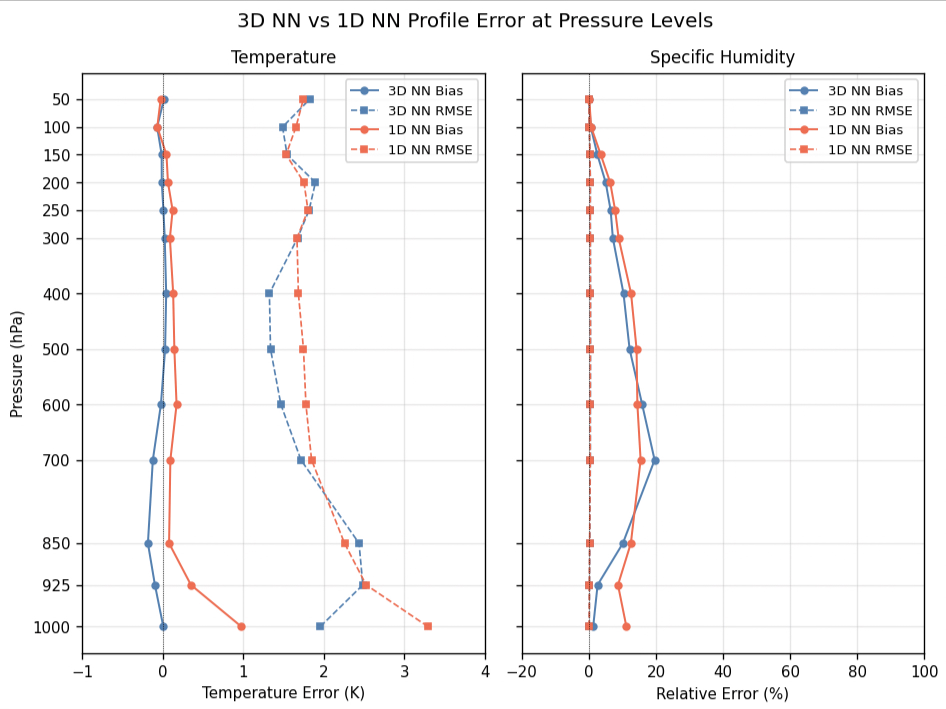 3D NN vs 1D NN Profile Error at Pressure Levels
Temperature
Specific Humidity
3D NN Bias
3D NN RMSE
1D NN Bias
1D NN RMSE
3D NN Bias
3D NN RMSE
1D NN Bias
1D NN RMSE
50
100
150
200
250
300
400
500
600
700
850
925
1000
Pressure (hPa)
−1
0
1
2
3
4
Temperature Error (K)
−20
0
20
40
60
80
100
Relative Error (%)